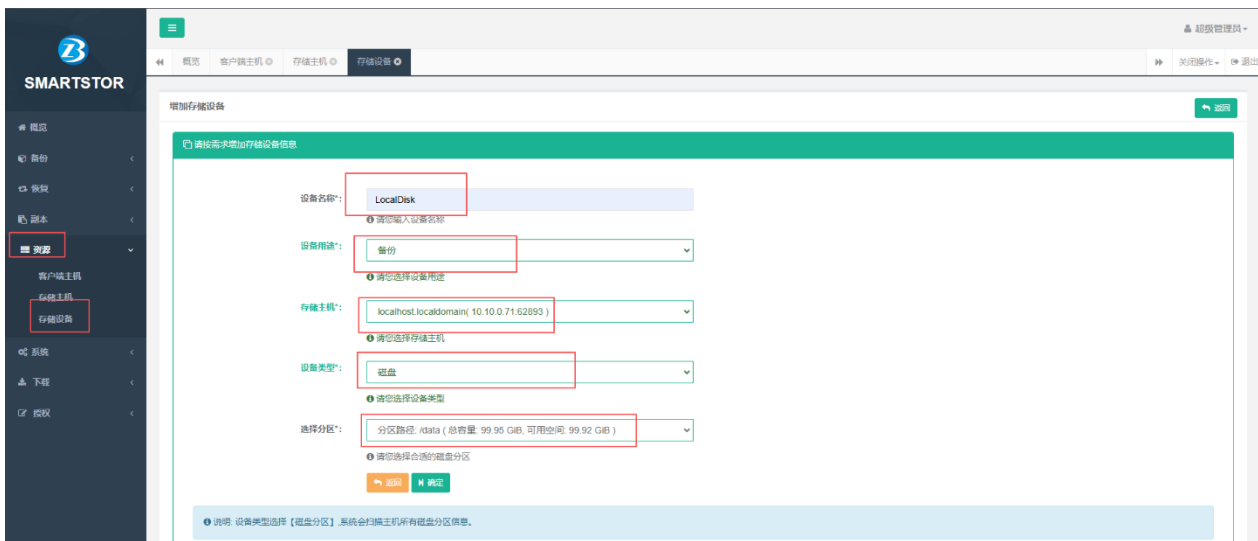 SMARTSTOR
概览
备份
恢复
副本
资源
客户端主机
存储主机
存储设备
系统
下载
授权
超级管理员
概览 客户端主机 存储主机 存储设备 关闭操作 退出
增加存储设备 返回
请按需求增加存储设备信息
设备名称*: LocalDisk
请您输入设备名称
设备用途*: 备份
请您选择设备用途
存储主机*: localhost.localdomain( 10.10.0.71:62893 )
请您选择存储主机
设备类型*: 磁盘
请您选择设备类型
选择分区*: 分区路径: /data ( 总容量: 99.95 GiB, 可用空间: 99.92 GiB )
请您选择合适的磁盘分区
返回 确定
说明: 设备类型选择【磁盘分区】,系统会扫描主机所有磁盘分区信息。